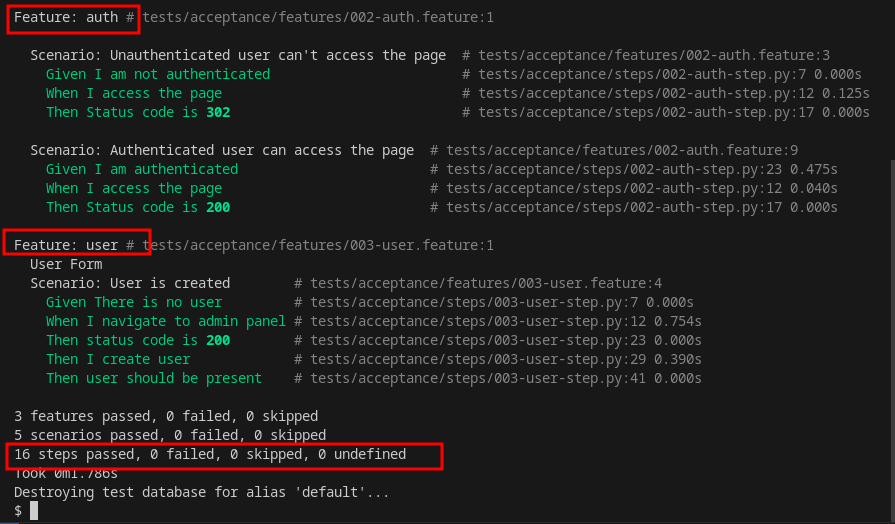 Feature: auth # tests/acceptance/features/002-auth.feature:1
Scenario: Unauthenticated user can't access the page # tests/acceptance/features/002-auth.feature:3
Given I am not authenticated # tests/acceptance/steps/002-auth-step.py:7 0.000s
When I access the page # tests/acceptance/steps/002-auth-step.py:12 0.125s
Then Status code is 302 # tests/acceptance/steps/002-auth-step.py:17 0.000s
Scenario: Authenticated user can access the page # tests/acceptance/features/002-auth.feature:9
Given I am authenticated # tests/acceptance/steps/002-auth-step.py:23 0.475s
When I access the page # tests/acceptance/steps/002-auth-step.py:12 0.040s
Then Status code is 200 # tests/acceptance/steps/002-auth-step.py:17 0.000s
Feature: user # tests/acceptance/features/003-user.feature:1
User Form
Scenario: User is created # tests/acceptance/features/003-user.feature:4
Given There is no user # tests/acceptance/steps/003-user-step.py:7 0.000s
When I navigate to admin panel # tests/acceptance/steps/003-user-step.py:12 0.754s
Then status code is 200 # tests/acceptance/steps/003-user-step.py:23 0.000s
Then I create user # tests/acceptance/steps/003-user-step.py:29 0.390s
Then user should be present # tests/acceptance/steps/003-user-step.py:41 0.000s
3 features passed, 0 failed, 0 skipped
5 scenarios passed, 0 failed, 0 skipped
16 steps passed, 0 failed, 0 skipped, 0 undefined
Took 0m1.786s
Destroying test database for alias 'default'...
$